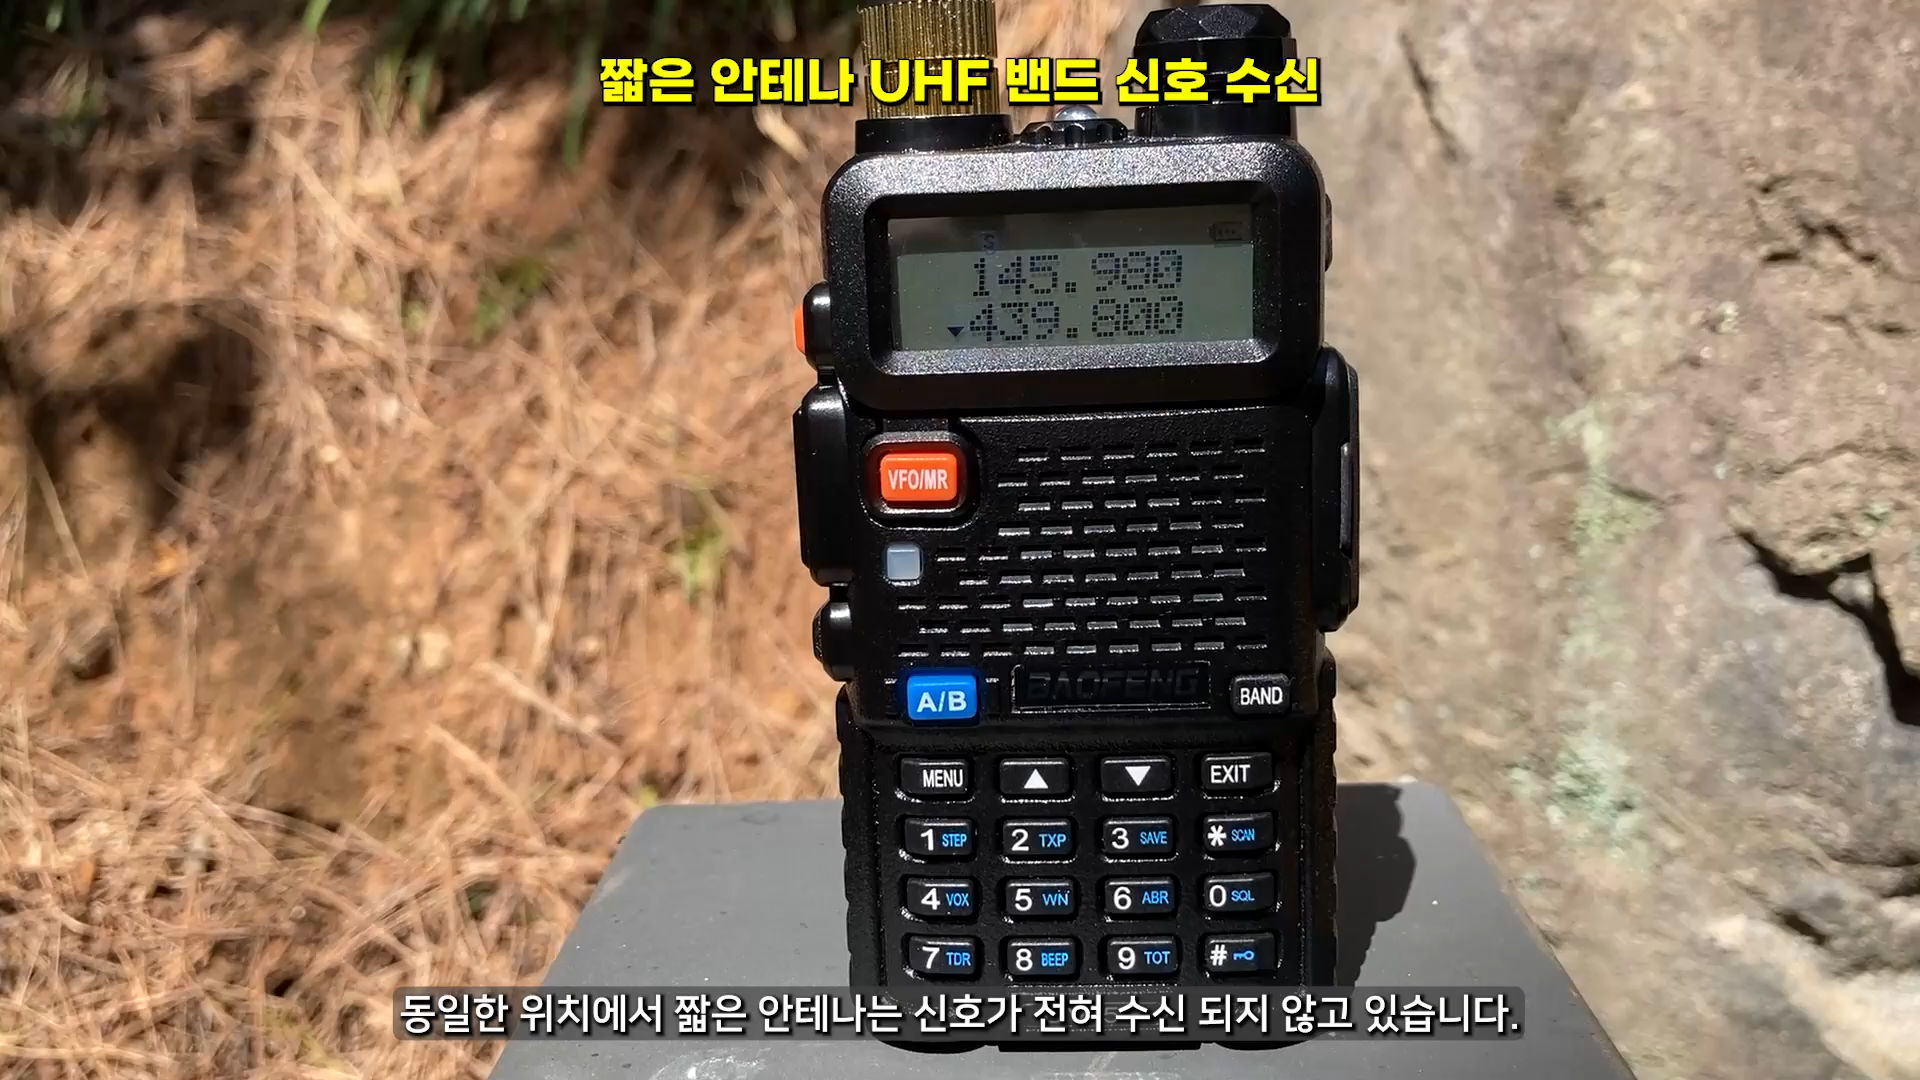 짧은 안테나 UHF 밴드 신호 수신
S
145.980
▼439.800
VFO/MR
A/B
BAOFENG
BAND
MENU ▲ ▼ EXIT
1 STEP 2 TXP 3 SAVE * SCAN
4 VOX 5 WN 6 ABR 0 SQL
7 TDR 8 BEEP 9 TOT #
동일한 위치에서 짧은 안테나는 신호가 전혀 수신 되지 않고 있습니다.